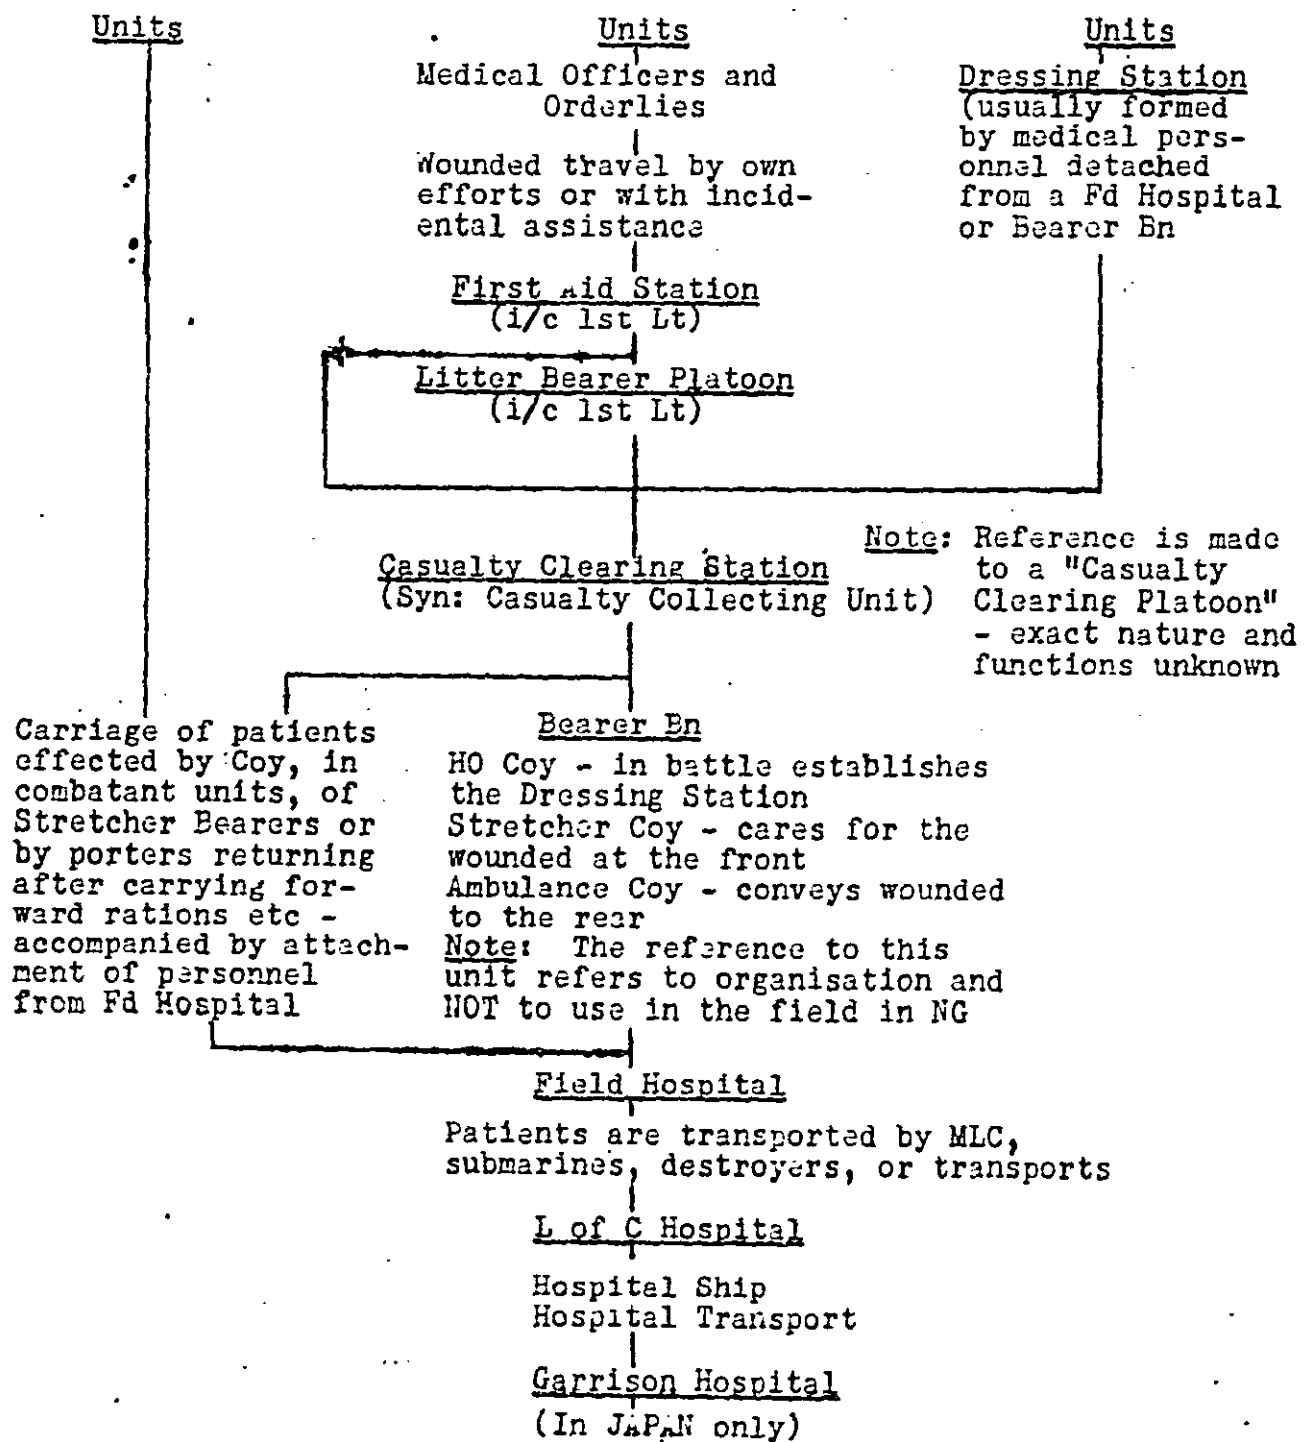 Units
Units
Units
Medical Officers and
Orderlies
Wounded travel by own
efforts or with incid-
ental assistance
Dressing Station
(usually formed
by medical pers-
onnel detached
from a Fd Hospital
or Bearer Bn
First Aid Station
(i/c 1st Lt)
Litter Bearer Platoon
(i/c 1st Lt)
Casualty Clearing Station
(Syn: Casualty Collecting Unit)
Note: Reference is made
to a "Casualty
Clearing Platoon"
- exact nature and
functions unknown
Carriage of patients
effected by Coy, in
combatant units, of
Stretcher Bearers or
by porters returning
after carrying for-
ward rations etc -
accompanied by attach-
ment of personnel
from Fd Hospital
Bearer Bn
HQ Coy - in battle establishes
the Dressing Station
Stretcher Coy - cares for the
wounded at the front
Ambulance Coy - conveys wounded
to the rear
Note: The reference to this
unit refers to organisation and
NOT to use in the field in NG
Field Hospital
Patients are transported by MLC,
submarines, destroyers, or transports
L of C Hospital
Hospital Ship
Hospital Transport
Garrison Hospital
(In JAPAN only)